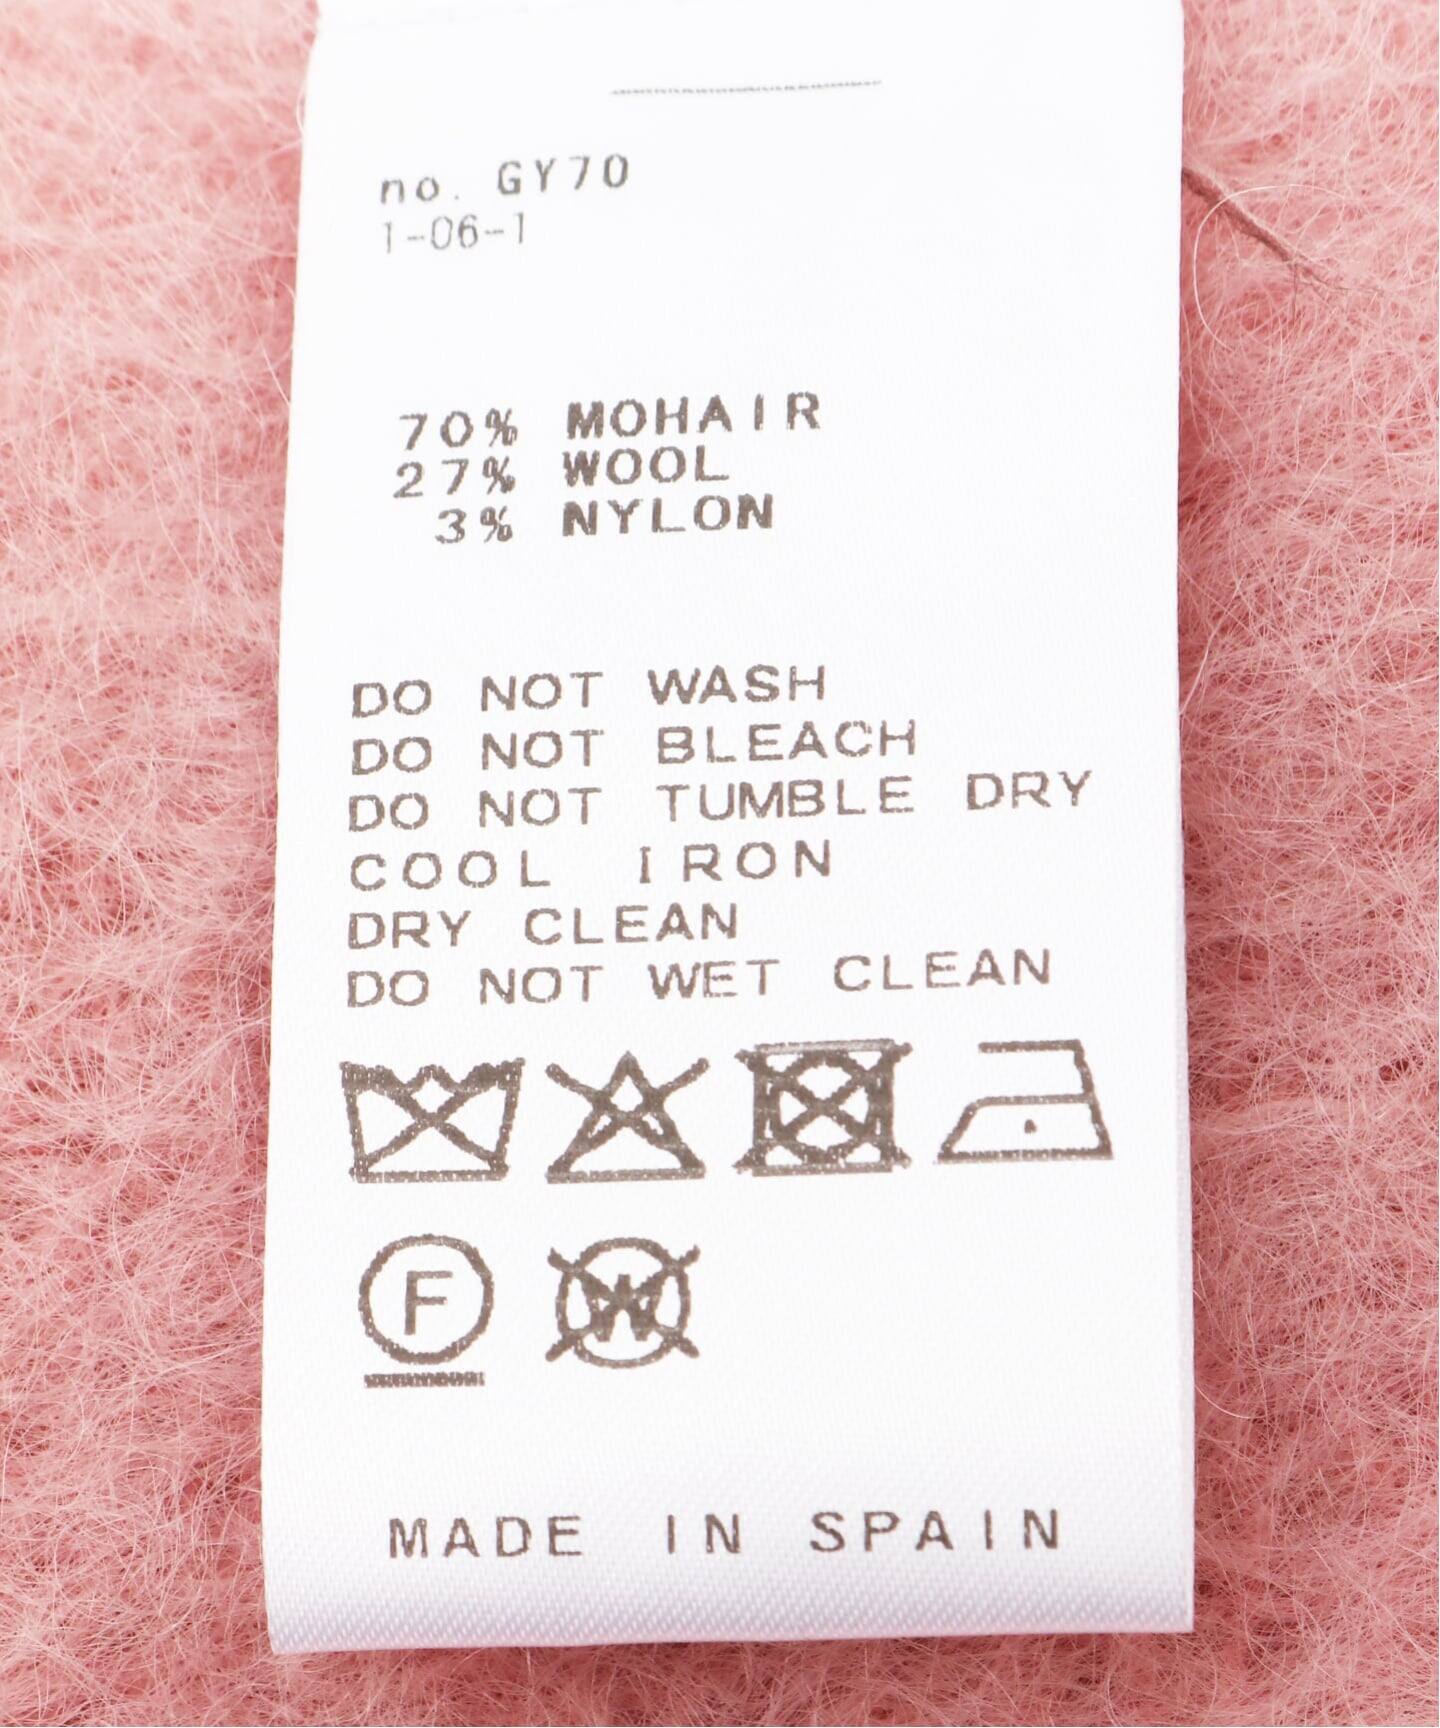 no. GY70
1-06-1
70% MOHAIR
27% WOOL
3% NYLON
DO NOT WASH
DO NOT BLEACH
DO NOT TUMBLE DRY
COOL IRON
DRY CLEAN
DO NOT WET CLEAN
F W
MADE IN SPAIN